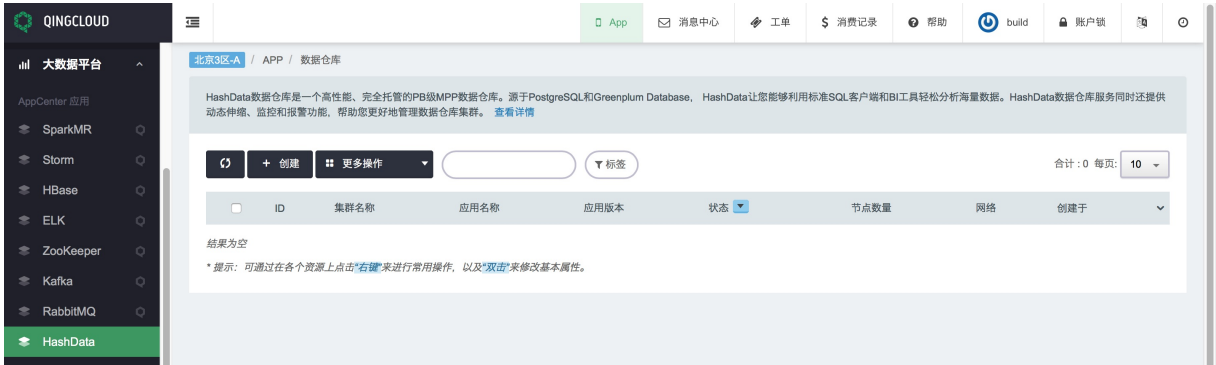 QINGCLOUD
App 消息中心 工单 $ 消费记录 帮助 build 账户锁
大数据平台
AppCenter 应用
SparkMR
Storm
HBase
ELK
ZooKeeper
Kafka
RabbitMQ
HashData
北京3区-A / APP / 数据仓库
HashData数据仓库是一个高性能、完全托管的PB级MPP数据仓库。源于PostgreSQL和Greenplum Database， HashData让您能够利用标准SQL客户端和BI工具轻松分析海量数据。HashData数据仓库服务同时还提供
动态伸缩、监控和报警功能，帮助您更好地管理数据仓库集群。 查看详情
+ 创建 更多操作 标签 合计 : 0 每页: 10
ID 集群名称 应用名称 应用版本 状态 节点数量 网络 创建于
结果为空
* 提示：可通过在各个资源上点击"右键"来进行常用操作，以及"双击"来修改基本属性。